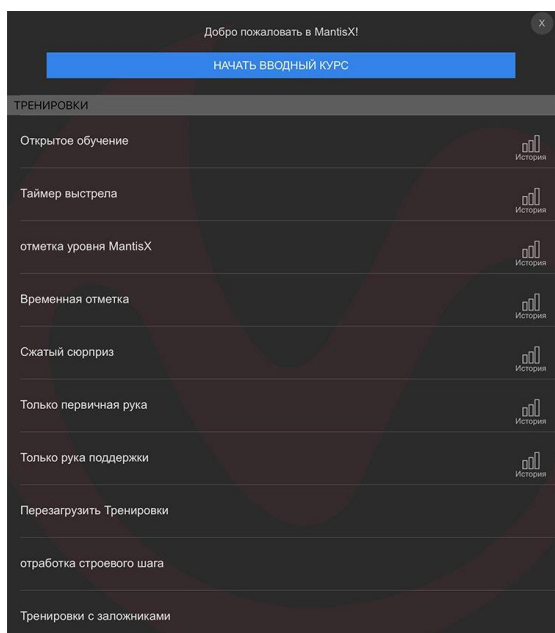 Добро пожаловать в MantisX!
X
НАЧАТЬ ВВОДНЫЙ КУРС
ТРЕНИРОВКИ
Открытое обучение
История
Таймер выстрела
История
отметка уровня MantisX
История
Временная отметка
История
Сжатый сюрприз
История
Только первичная рука
История
Только рука поддержки
История
Перезагрузить Тренировки
отработка строевого шага
Тренировки с заложниками